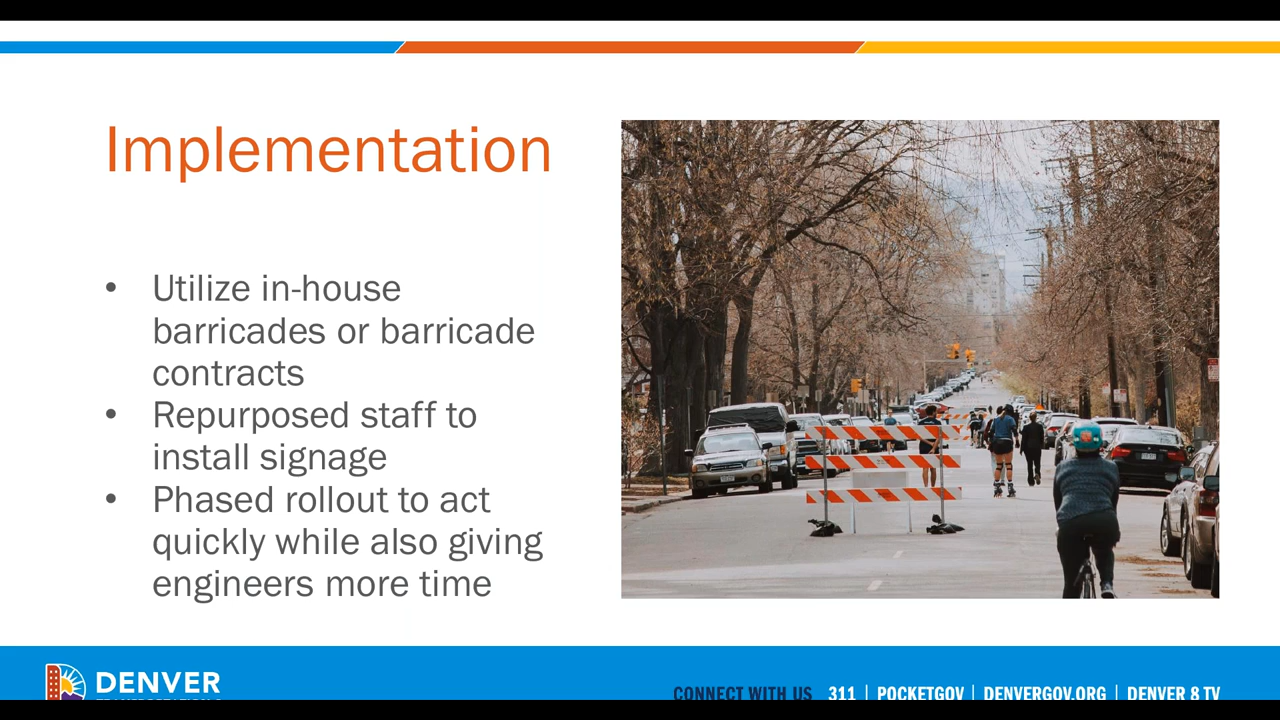 Implementation
• Utilize in-house
barricades or barricade
contracts
• Repurposed staff to
install signage
• Phased rollout to act
quickly while also giving
engineers more time
DENVER
CONNECT WITH US 311 | POCKETGOV | DENVERGOV.ORG | DENVER 8 TV